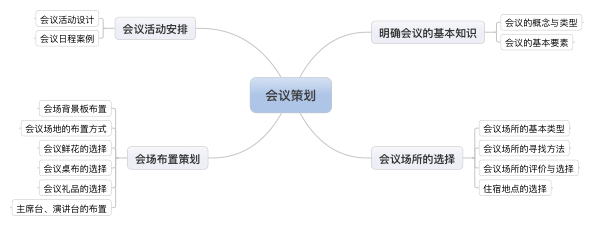 会议策划
明确会议的基本知识
会议的概念与类型
会议的基本要素
会议场所的选择
会议场所的基本类型
会议场所的寻找方法
会议场所的评价与选择
住宿地点的选择
会议活动安排
会议活动设计
会议日程案例
会场布置策划
会场背景板布置
会议场地的布置方式
会议鲜花的选择
会议桌布的选择
会议礼品的选择
主席台、演讲台的布置